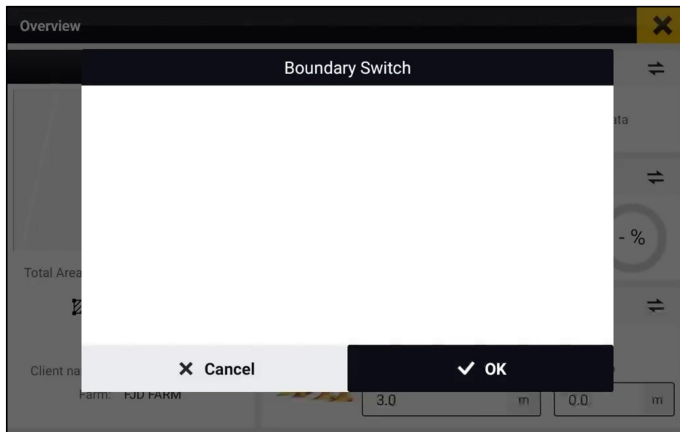 Overview
Boundary Switch
ata
- %
Total Area
Client na
Cancel
OK
Farm: FJD FARM
3.0 m
0.0 m